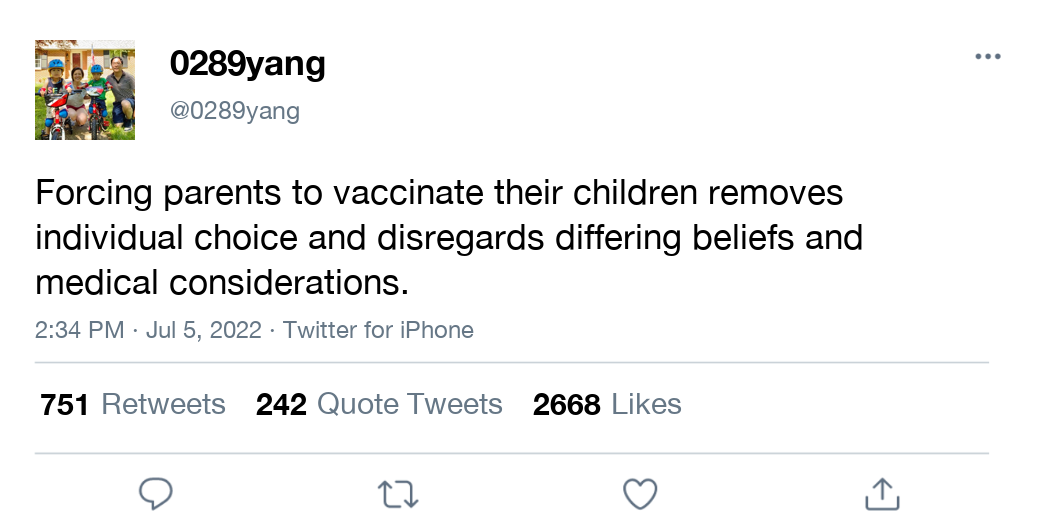 0289yang
@0289yang
Forcing parents to vaccinate their children removes
individual choice and disregards differing beliefs and
medical considerations.
2:34 PM · Jul 5, 2022 · Twitter for iPhone
751 Retweets 242 Quote Tweets 2668 Likes